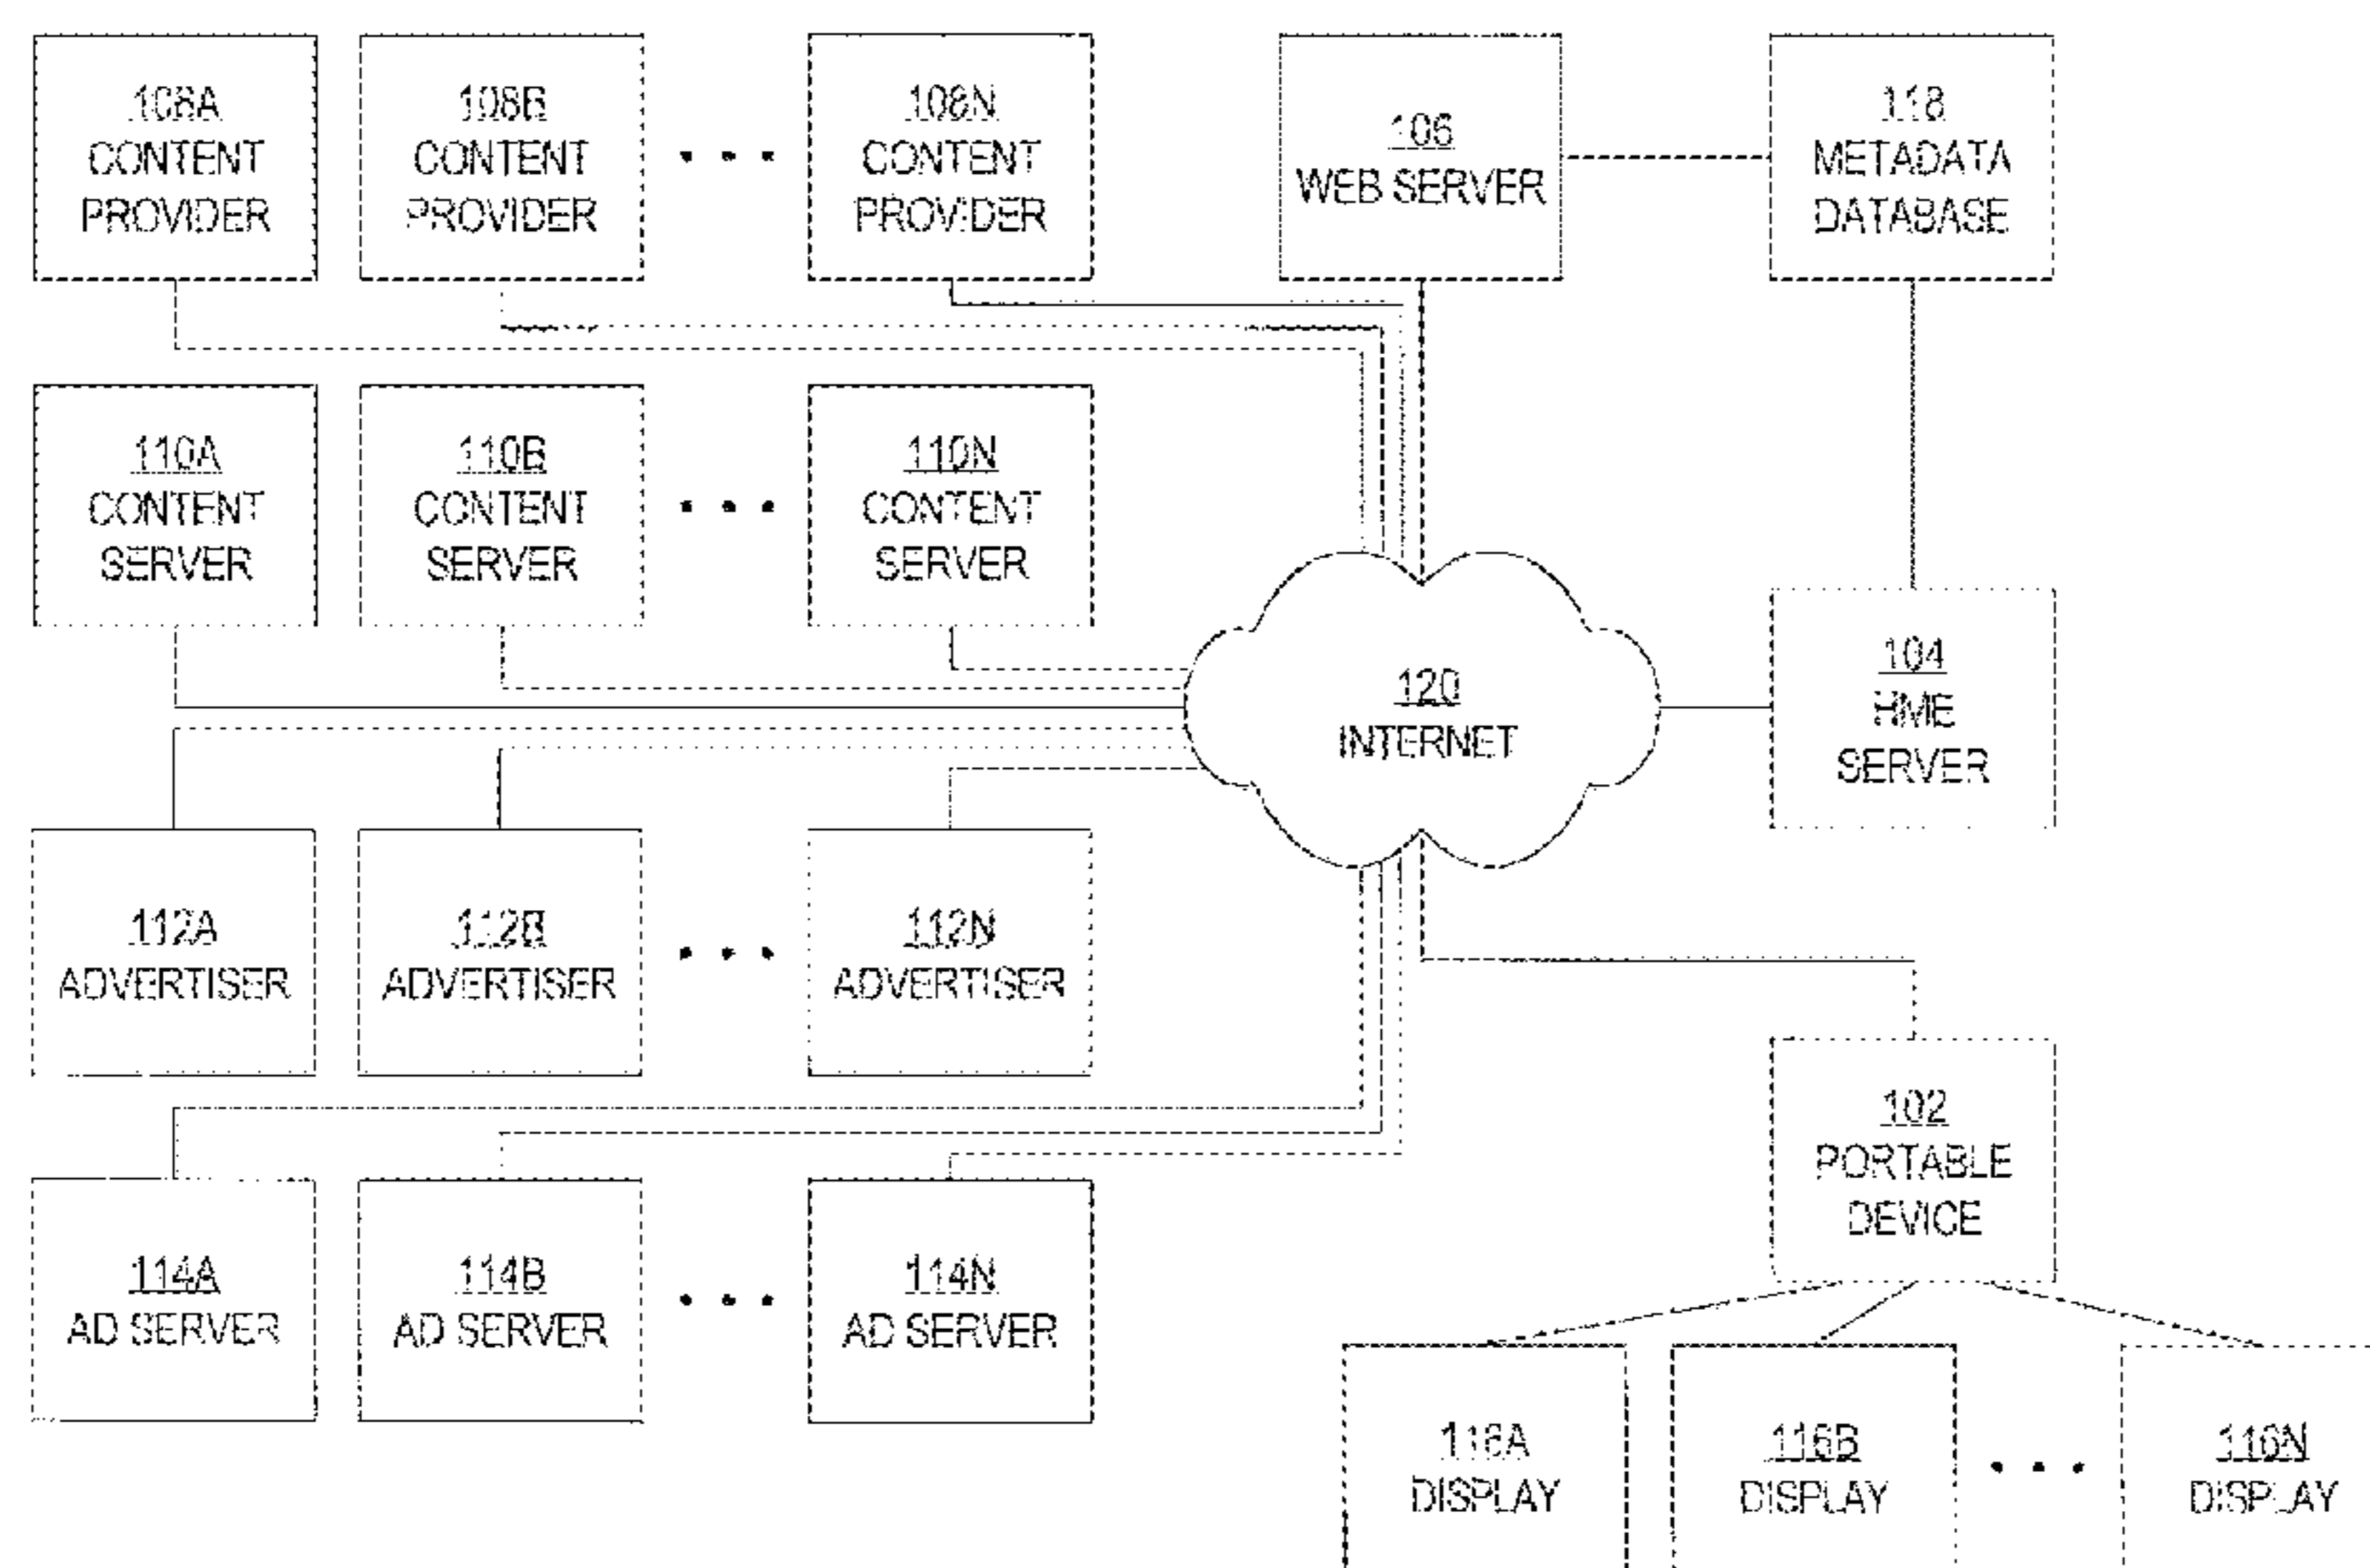 108A
CONTENT
PROVIDER
108B
CONTENT
PROVIDER
108N
CONTENT
PROVIDER
106
WEB SERVER
118
METADATA
DATABASE
110A
CONTENT
SERVER
110B
CONTENT
SERVER
110N
CONTENT
SERVER
120
INTERNET
104
HME
SERVER
112A
ADVERTISER
112B
ADVERTISER
112N
ADVERTISER
102
PORTABLE
DEVICE
114A
AD SERVER
114B
AD SERVER
114N
AD SERVER
116A
DISPLAY
116B
DISPLAY
116N
DISPLAY